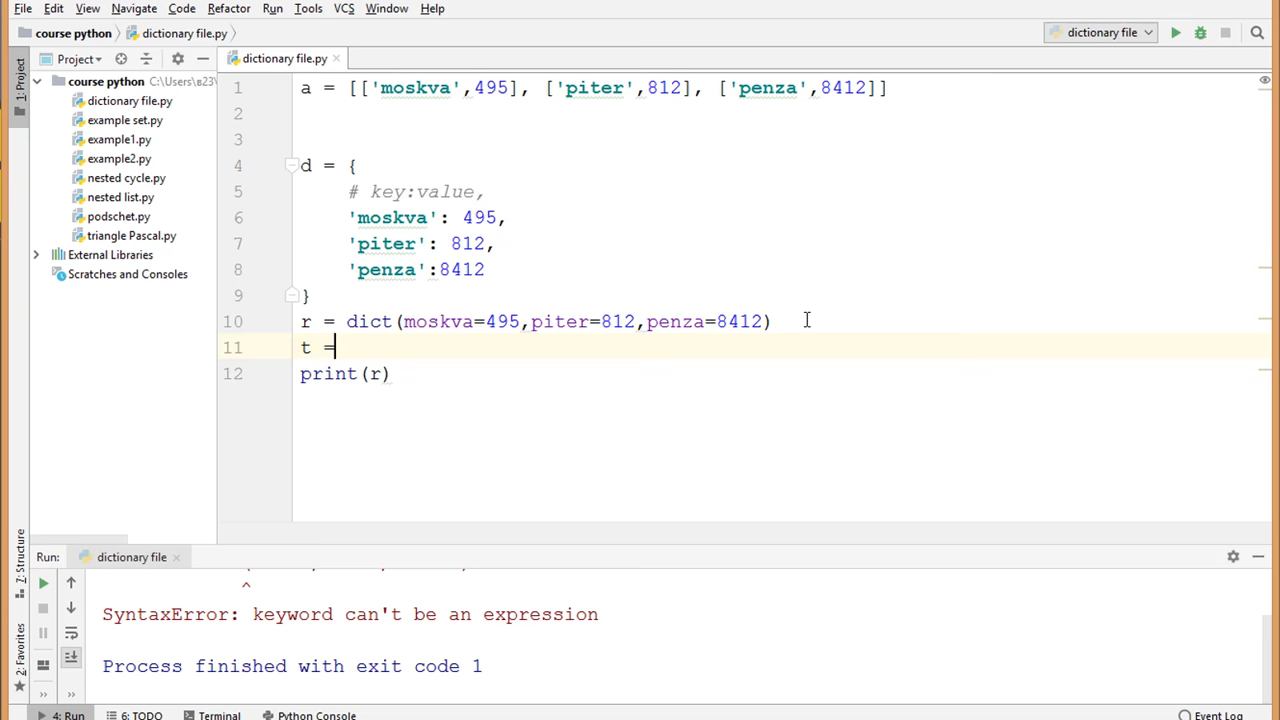 File Edit View Navigate Code Refactor Run Tools VCS Window Help
course python dictionary file.py dictionary file
1: Project Project dictionary file.py
course python C:\Users\в23\
dictionary file.py
example set.py
example1.py
example2.py
nested cycle.py
nested list.py
podschet.py
triangle Pascal.py
External Libraries
Scratches and Consoles
1 a = [['moskva',495], ['piter',812], ['penza',8412]]
2
3
4 d = {
5 # key:value,
6 'moskva': 495,
7 'piter': 812,
8 'penza':8412
9 }
10 r = dict(moskva=495,piter=812,penza=8412)
11 t =
12 print(r)
7: Structure
2: Favorites
Run: dictionary file
^
SyntaxError: keyword can't be an expression
Process finished with exit code 1
4: Run 6: TODO Terminal Python Console Event Log